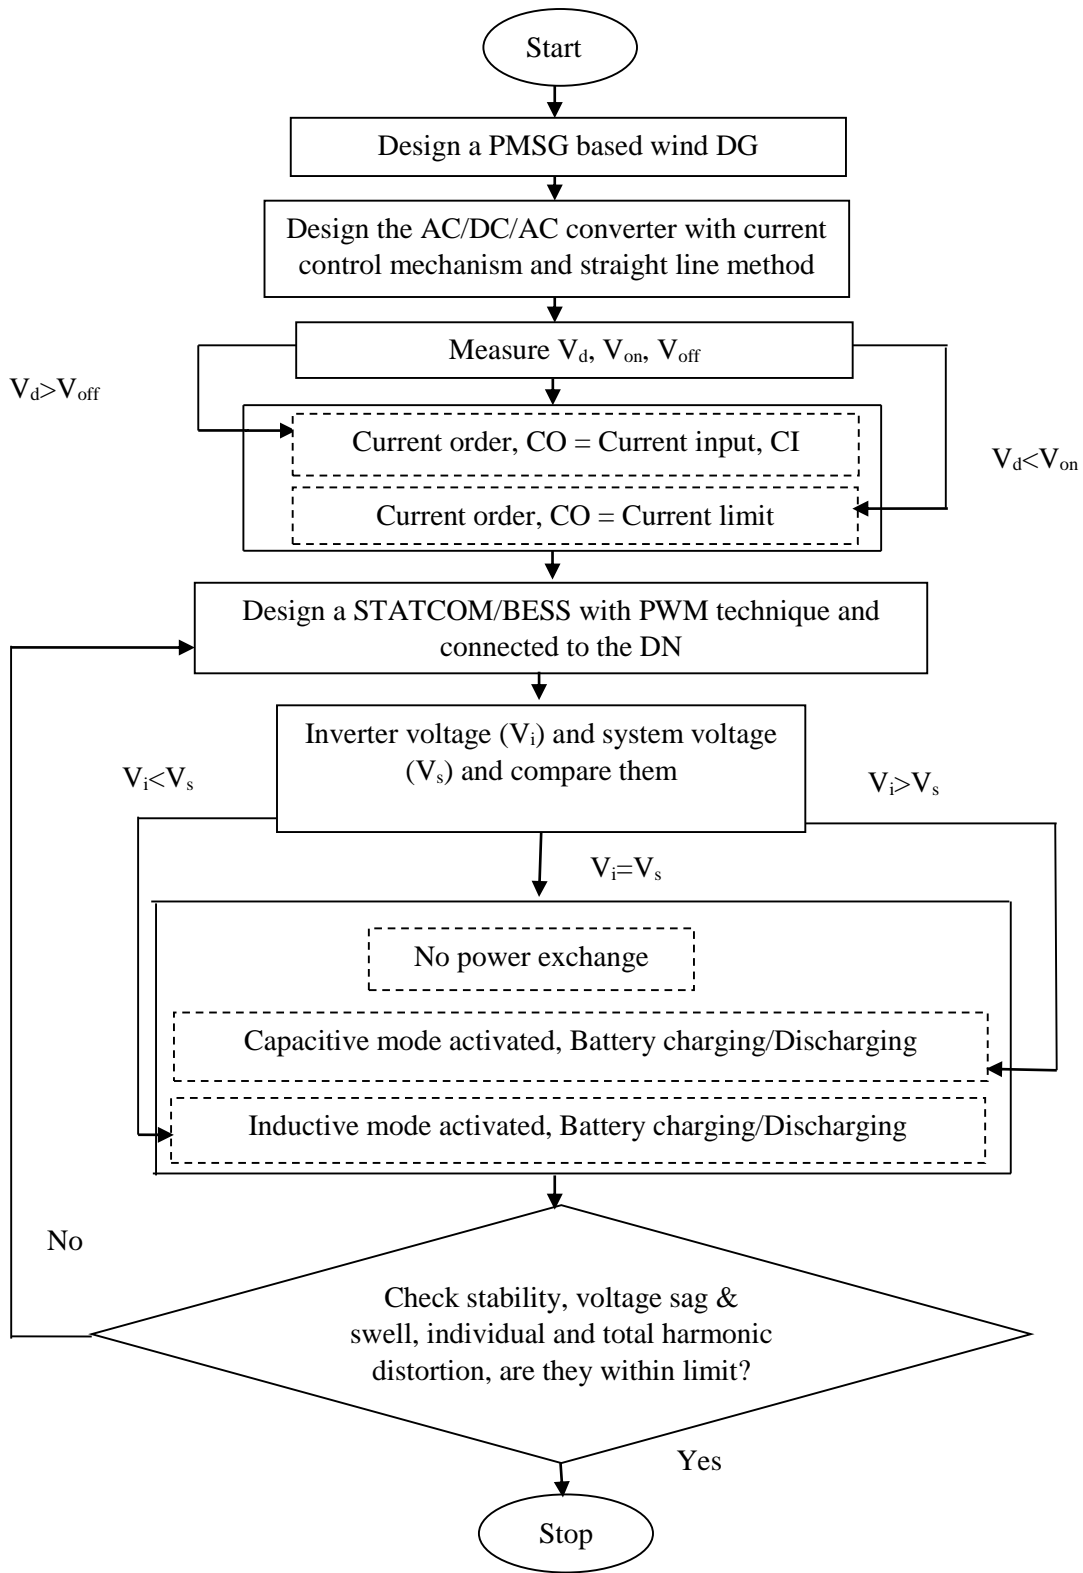 Start
Design a PMSG based wind DG
Design the AC/DC/AC converter with current
control mechanism and straight line method
Measure Vd, Von, Voff
Vd>Voff
Current order, CO = Current input, CI
Vd<Von
Current order, CO = Current limit
Design a STATCOM/BESS with PWM technique and
connected to the DN
Inverter voltage (Vi) and system voltage
(Vs) and compare them
Vi<Vs
Vi>Vs
Vi=Vs
No power exchange
Capacitive mode activated, Battery charging/Discharging
Inductive mode activated, Battery charging/Discharging
No
Check stability, voltage sag &
swell, individual and total harmonic
distortion, are they within limit?
Yes
Stop